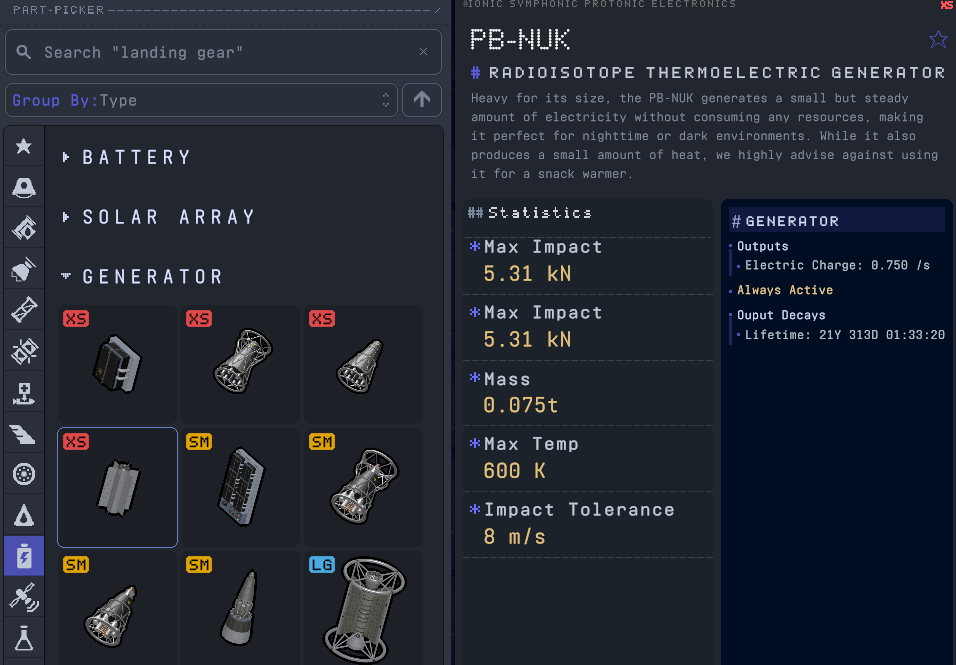 PART-PICKER
Search "landing gear"
Group By:Type
BATTERY
SOLAR ARRAY
GENERATOR
XS
XS
XS
XS
SM
SM
SM
SM
LG
#IONIC SYMPHONIC PROTONIC ELECTRONICS
XS
PB-NUK
# RADIOISOTOPE THERMOELECTRIC GENERATOR
Heavy for its size, the PB-NUK generates a small but steady
amount of electricity without consuming any resources, making
it perfect for nighttime or dark environments. While it also
produces a small amount of heat, we highly advise against using
it for a snack warmer.
##Statistics
*Max Impact
5.31 kN
*Max Impact
5.31 kN
*Mass
0.075t
*Max Temp
600 K
*Impact Tolerance
8 m/s
#GENERATOR
Outputs
Electric Charge: 0.750 /s
Always Active
Ouput Decays
Lifetime: 21Y 313D 01:33:20